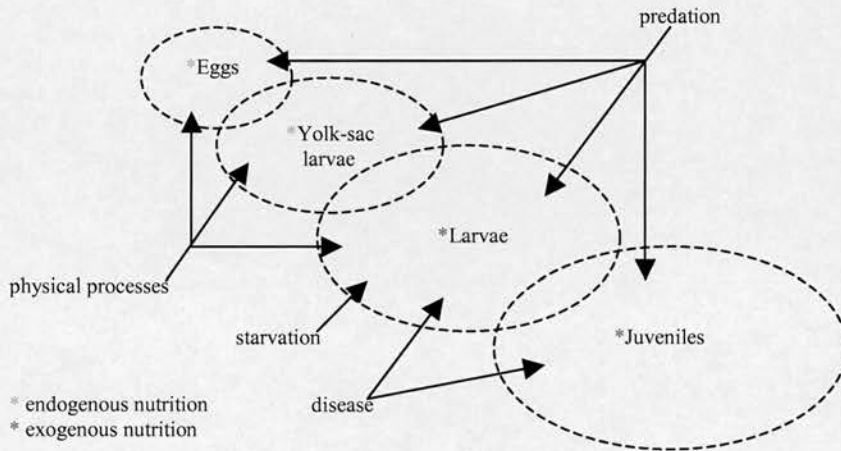 predation
*Eggs
*Yolk-sac
larvae
*Larvae
physical processes
starvation
*Juveniles
disease
* endogenous nutrition
* exogenous nutrition